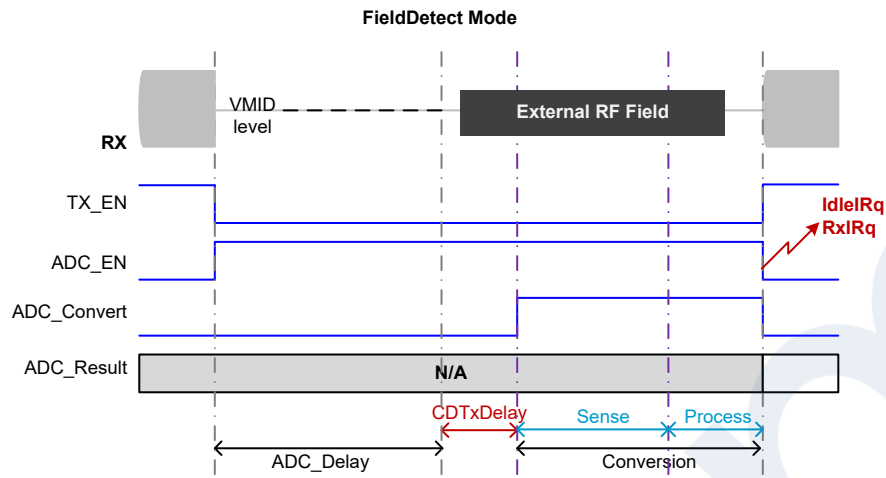 FieldDetect Mode
VMID
level
External RF Field
RX
TX_EN
IdleIRq
RxIRq
ADC_EN
ADC_Convert
ADC_Result
N/A
CDTxDelay
Sense
Process
ADC_Delay
Conversion